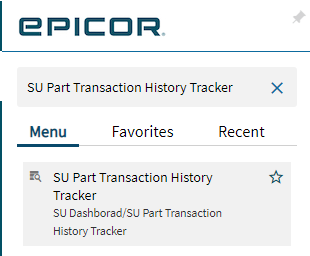 EPICOR.
SU Part Transaction History Tracker
Menu
Favorites
Recent
SU Part Transaction History
Tracker
SU Dashborad/SU Part Transaction
History Tracker